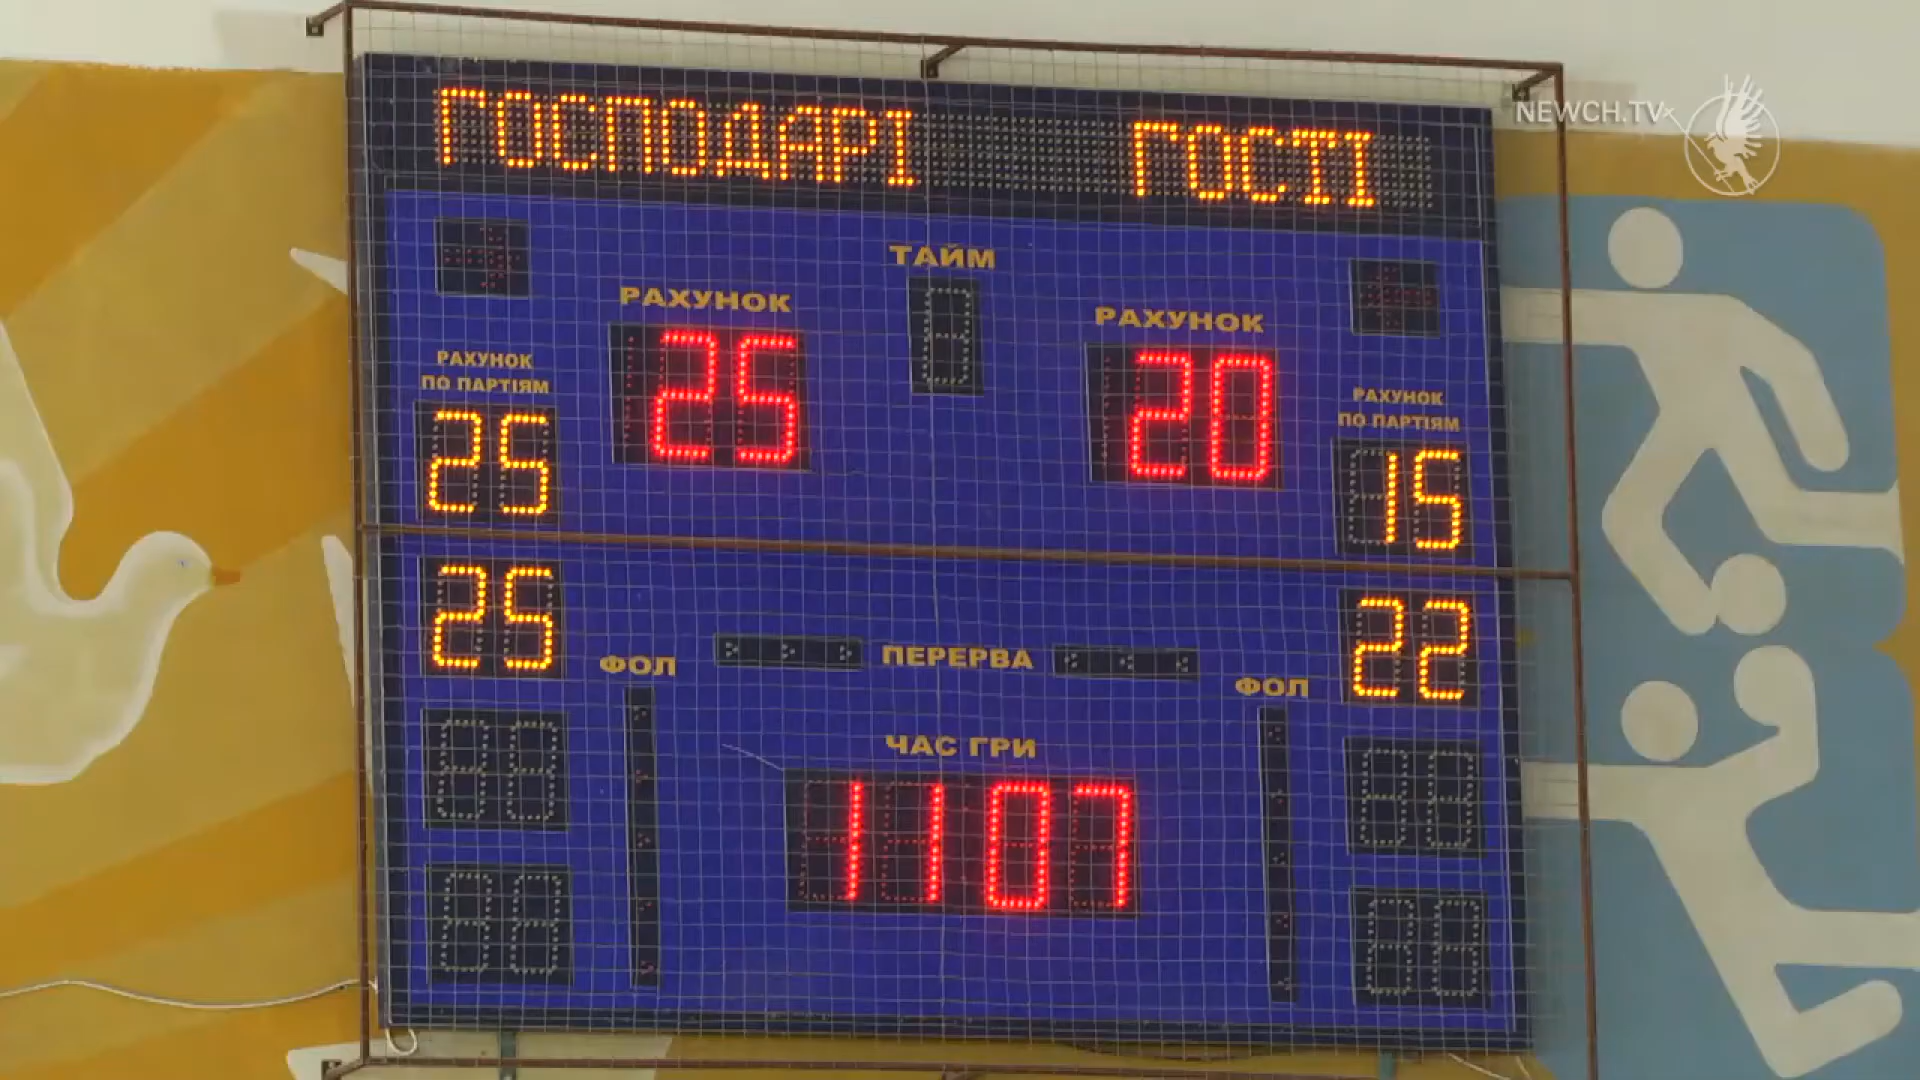 ГОСПОДАРІ ГОСТІ
NEWCH.TV
ТАЙМ
РАХУНОК РАХУНОК
25 20
РАХУНОК
ПО ПАРТІЯМ
25
РАХУНОК
ПО ПАРТІЯМ
15
25 22
ФОЛ ПЕРЕРВА ФОЛ
ЧАС ГРИ
11 07